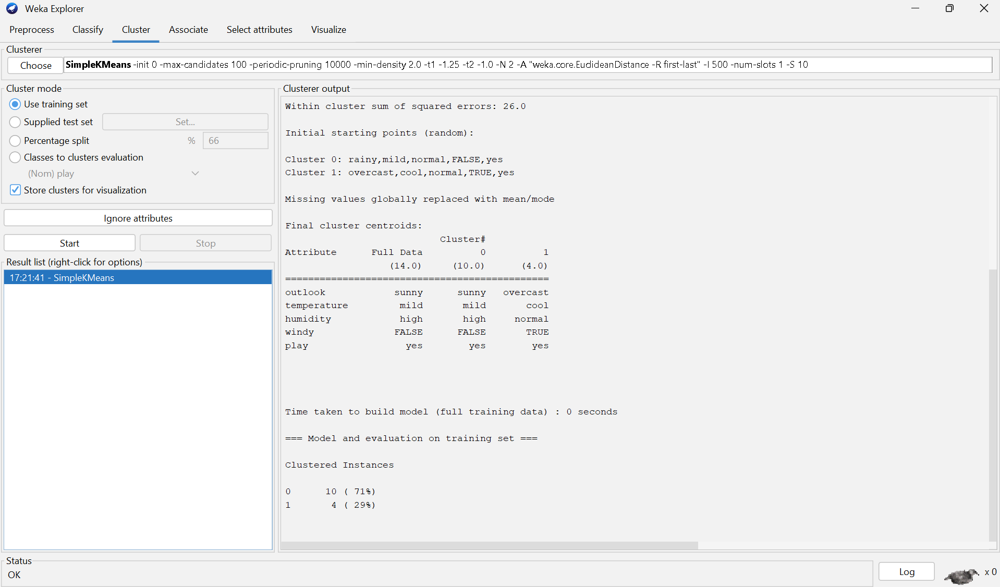 Weka Explorer
Preprocess Classify Cluster Associate Select attributes Visualize
Clusterer
Choose SimpleKMeans -init 0 -max-candidates 100 -periodic-pruning 10000 -min-density 2.0 -t1 -1.25 -t2 -1.0 -N 2 -A "weka.core.EuclideanDistance -R first-last" -I 500 -num-slots 1 -S 10
Cluster mode
Use training set
Supplied test set Set...
Percentage split % 66
Classes to clusters evaluation
(Nom) play
Store clusters for visualization
Ignore attributes
Start Stop
Result list (right-click for options)
17:21:41 - SimpleKMeans
Clusterer output
Within cluster sum of squared errors: 26.0
Initial starting points (random):
Cluster 0: rainy,mild,normal,FALSE,yes
Cluster 1: overcast,cool,normal,TRUE,yes
Missing values globally replaced with mean/mode
Final cluster centroids:
Cluster#
Attribute Full Data 0 1
(14.0) (10.0) (4.0)
==============================================
outlook sunny sunny overcast
temperature mild mild cool
humidity high high normal
windy FALSE FALSE TRUE
play yes yes yes
Time taken to build model (full training data) : 0 seconds
=== Model and evaluation on training set ===
Clustered Instances
0 10 ( 71%)
1 4 ( 29%)
Status
OK
Log x 0